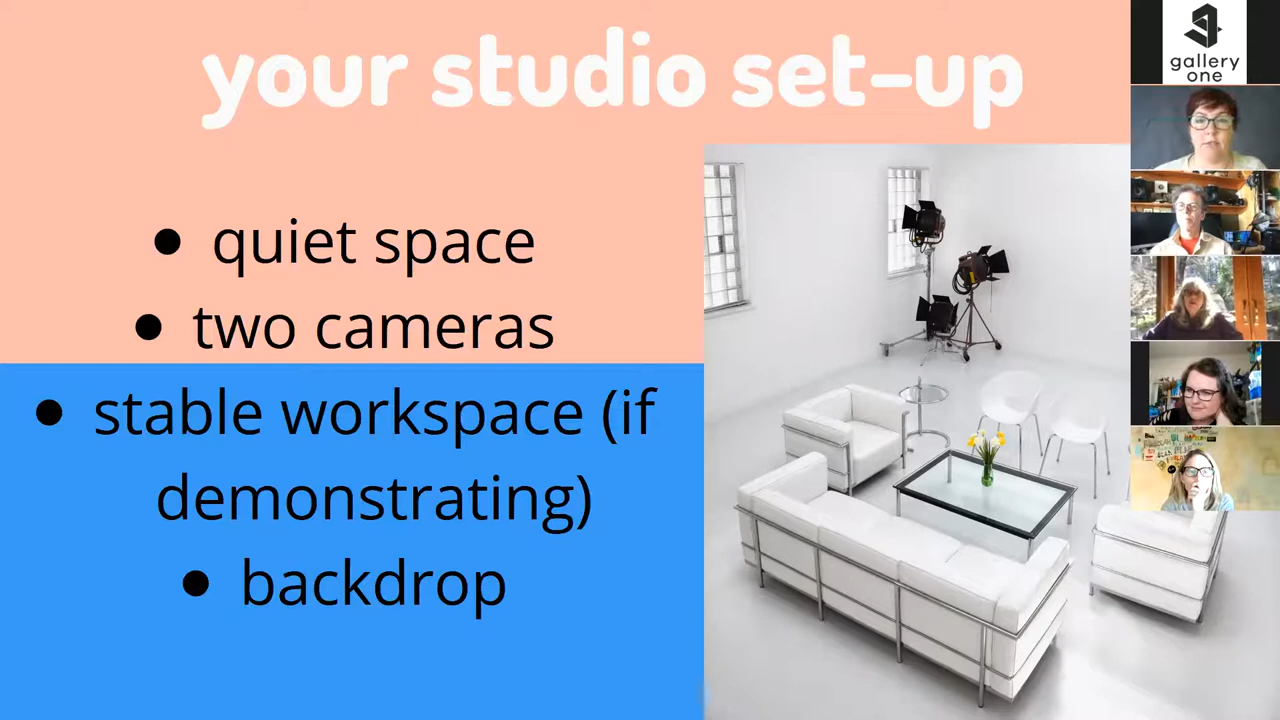 your studio set-up
• quiet space
• two cameras
• stable workspace (if
demonstrating)
• backdrop
gallery
one